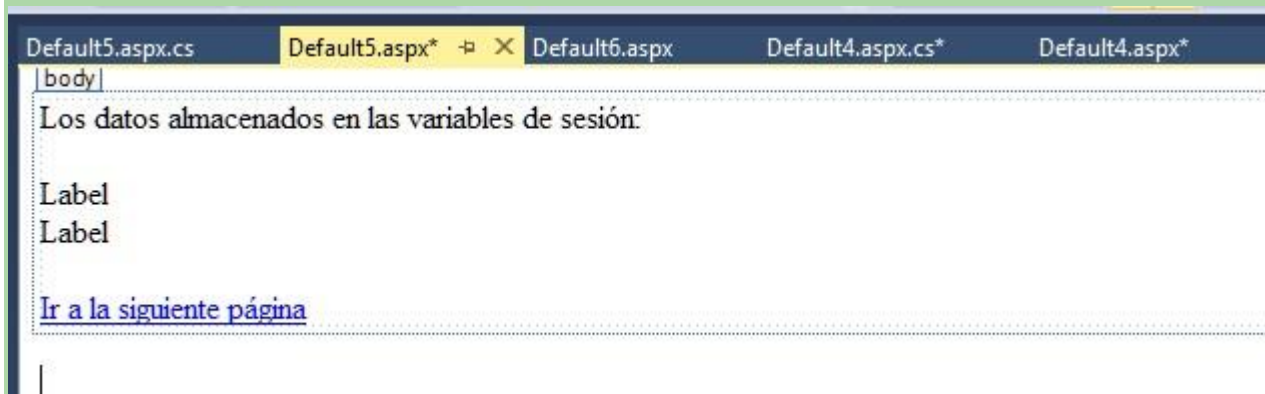 Default5.aspx.cs Default5.aspx* Default6.aspx Default4.aspx.cs* Default4.aspx*
body
Los datos almacenados en las variables de sesión:
Label
Label
Ir a la siguiente página